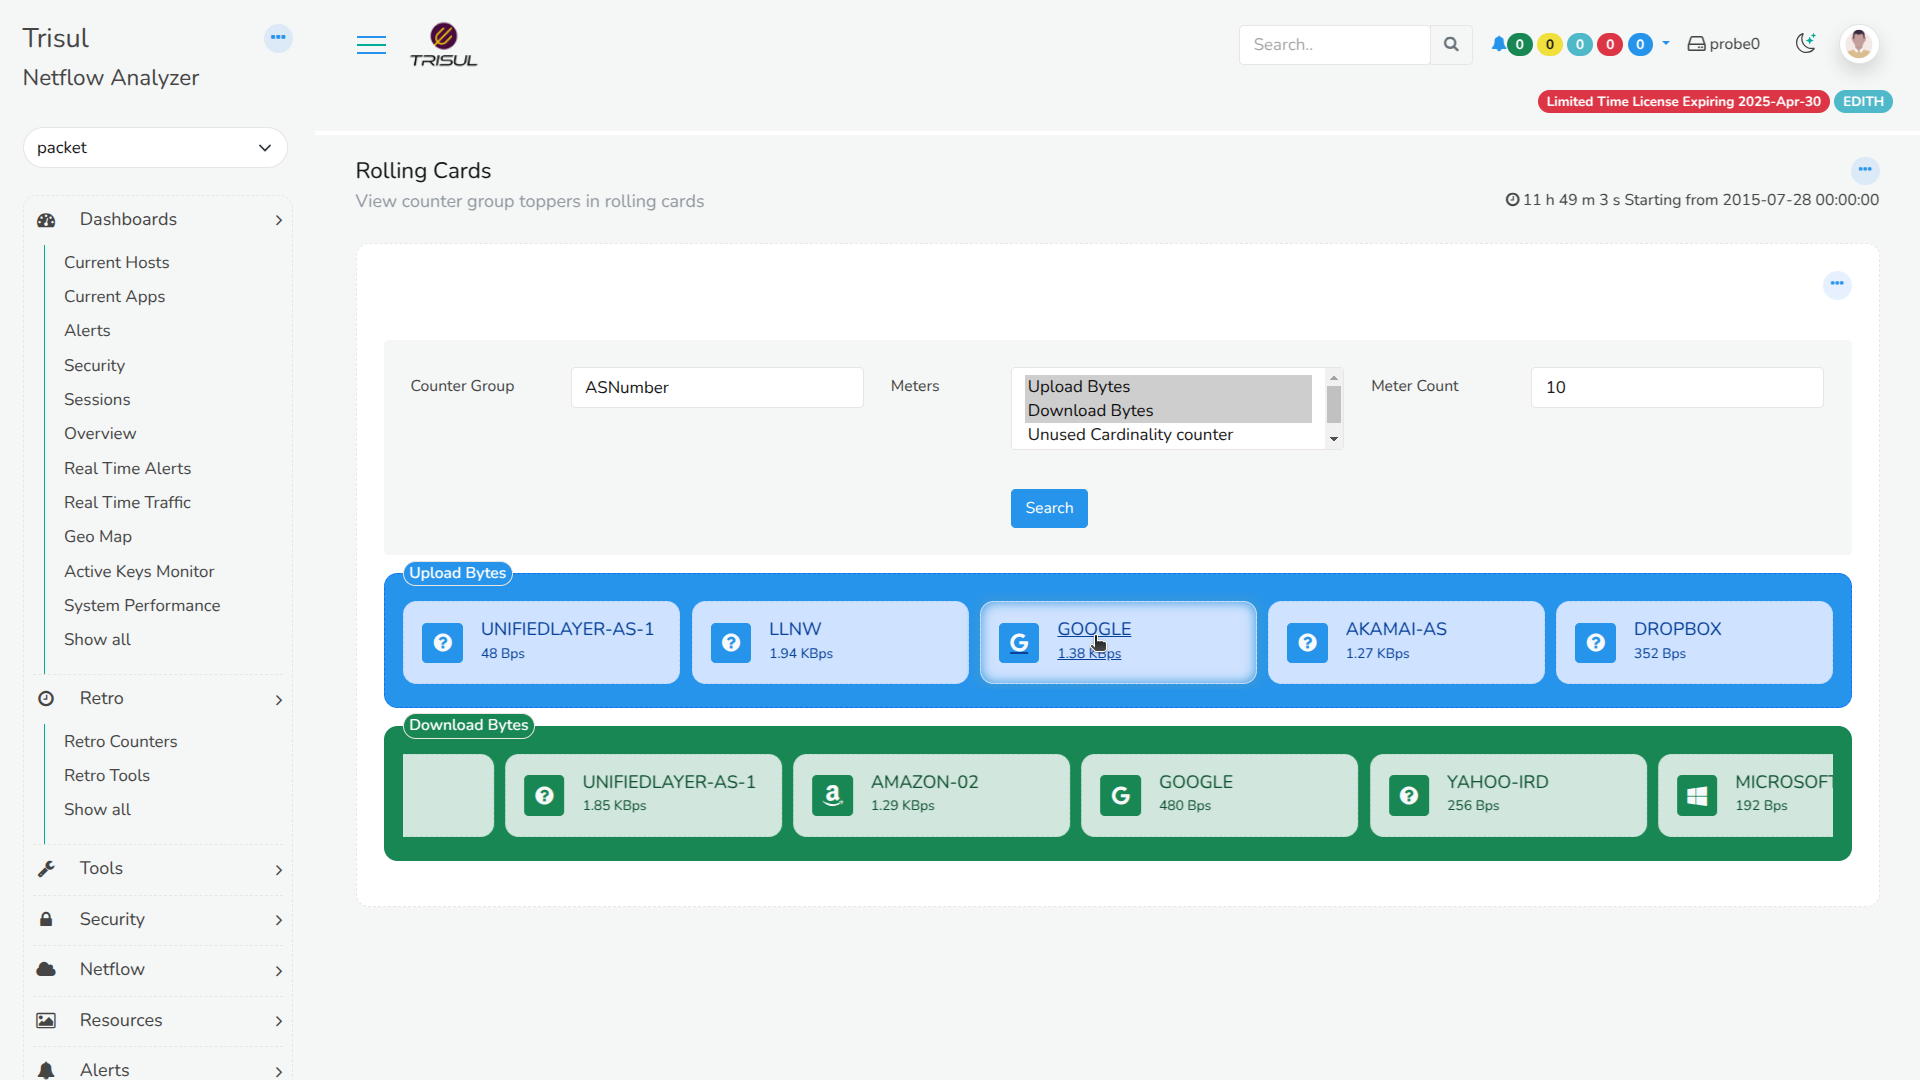 Trisul
Netflow Analyzer
packet
Dashboards
Current Hosts
Current Apps
Alerts
Security
Sessions
Overview
Real Time Alerts
Real Time Traffic
Geo Map
Active Keys Monitor
System Performance
Show all
Retro
Retro Counters
Retro Tools
Show all
Tools
Security
Netflow
Resources
Alerts
TRISUL
Search..
0 0 0 0 0
probe0
Limited Time License Expiring 2025-Apr-30
EDITH
Rolling Cards
View counter group toppers in rolling cards
11 h 49 m 3 s Starting from 2015-07-28 00:00:00
Counter Group
ASNumber
Meters
Upload Bytes
Download Bytes
Unused Cardinality counter
Meter Count
10
Search
Upload Bytes
UNIFIEDLAYER-AS-1
48 Bps
LLNW
1.94 KBps
GOOGLE
1.38 KBps
AKAMAI-AS
1.27 KBps
DROPBOX
352 Bps
Download Bytes
UNIFIEDLAYER-AS-1
1.85 KBps
AMAZON-02
1.29 KBps
GOOGLE
480 Bps
YAHOO-IRD
256 Bps
MICROSOFT
192 Bps